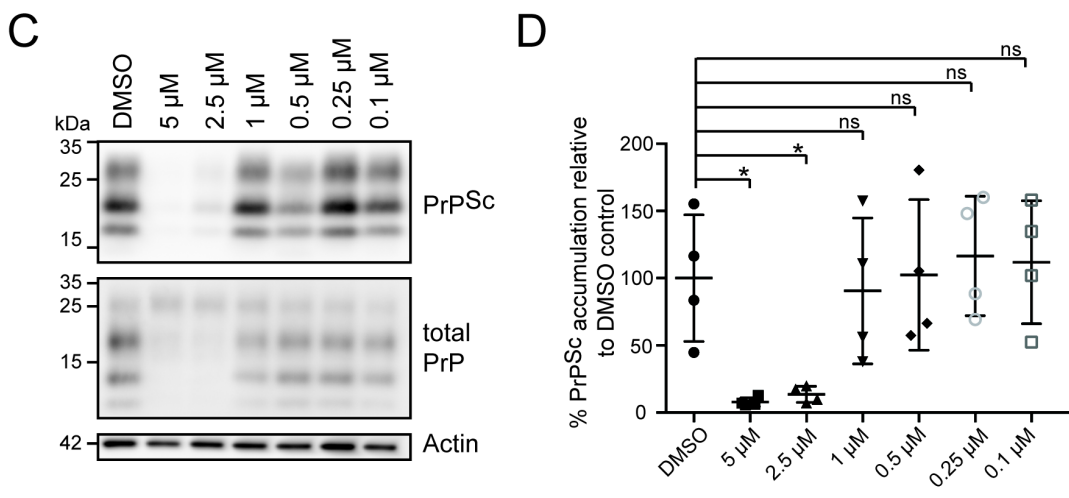 C
DMSO
5 µM
2.5 µM
1 µM
0.5 µM
0.25 µM
0.1 µM
kDa
35
25
15
PrPSc
35
25
15
total
PrP
42
Actin
D
ns
ns
ns
ns
*
*
% PrPSc accumulation relative
to DMSO control
200
150
100
50
0
DMSO
5 µM
2.5 µM
1 µM
0.5 µM
0.25 µM
0.1 µM